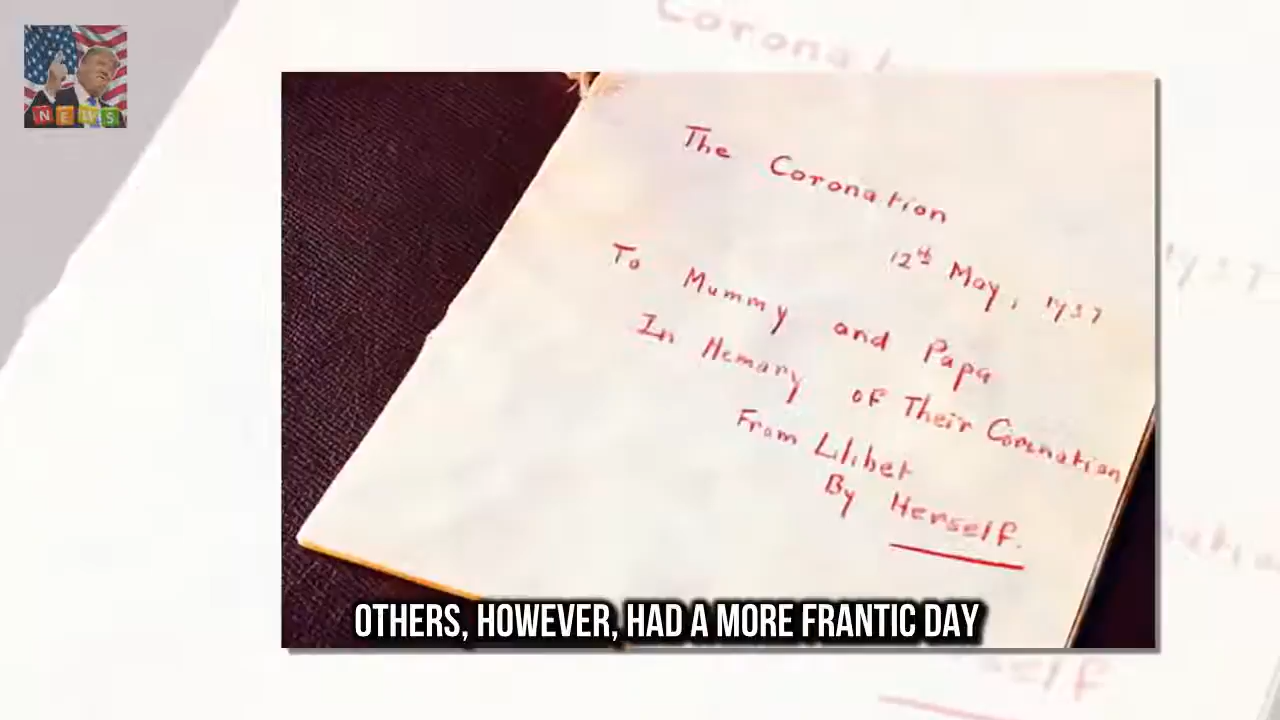 NEWS
The Coronation
12th May, 1937
To Mummy and Papa
In Memary of Their Coronation
From Lilibet
By Herself.
OTHERS, HOWEVER, HAD A MORE FRANTIC DAY